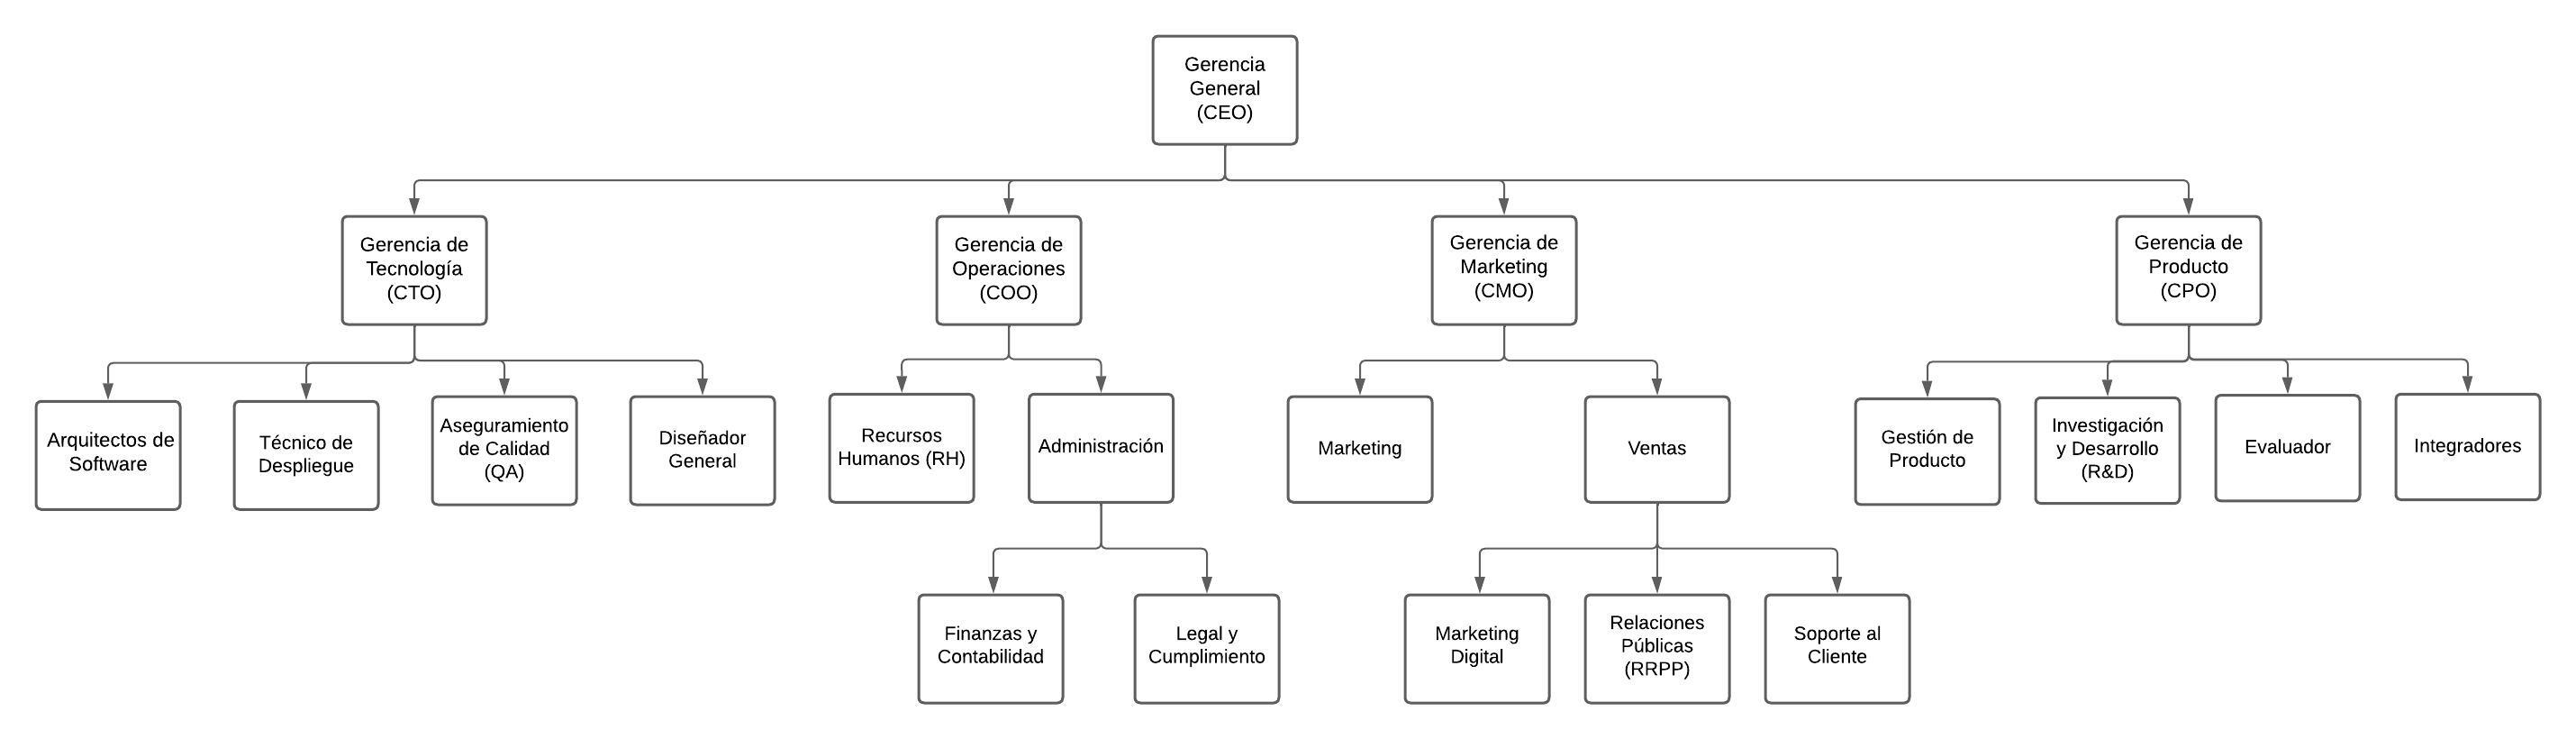 Gerencia
General
(CEO)
Gerencia de
Tecnología
(CTO)
Gerencia de
Operaciones
(COO)
Gerencia de
Marketing
(CMO)
Gerencia de
Producto
(CPO)
Arquitectos de
Software
Técnico de
Despliegue
Aseguramiento
de Calidad
(QA)
Diseñador
General
Recursos
Humanos (RH)
Administración
Marketing
Ventas
Gestión de
Producto
Investigación
y Desarrollo
(R&D)
Evaluador
Integradores
Finanzas y
Contabilidad
Legal y
Cumplimiento
Marketing
Digital
Relaciones
Públicas
(RRPP)
Soporte al
Cliente